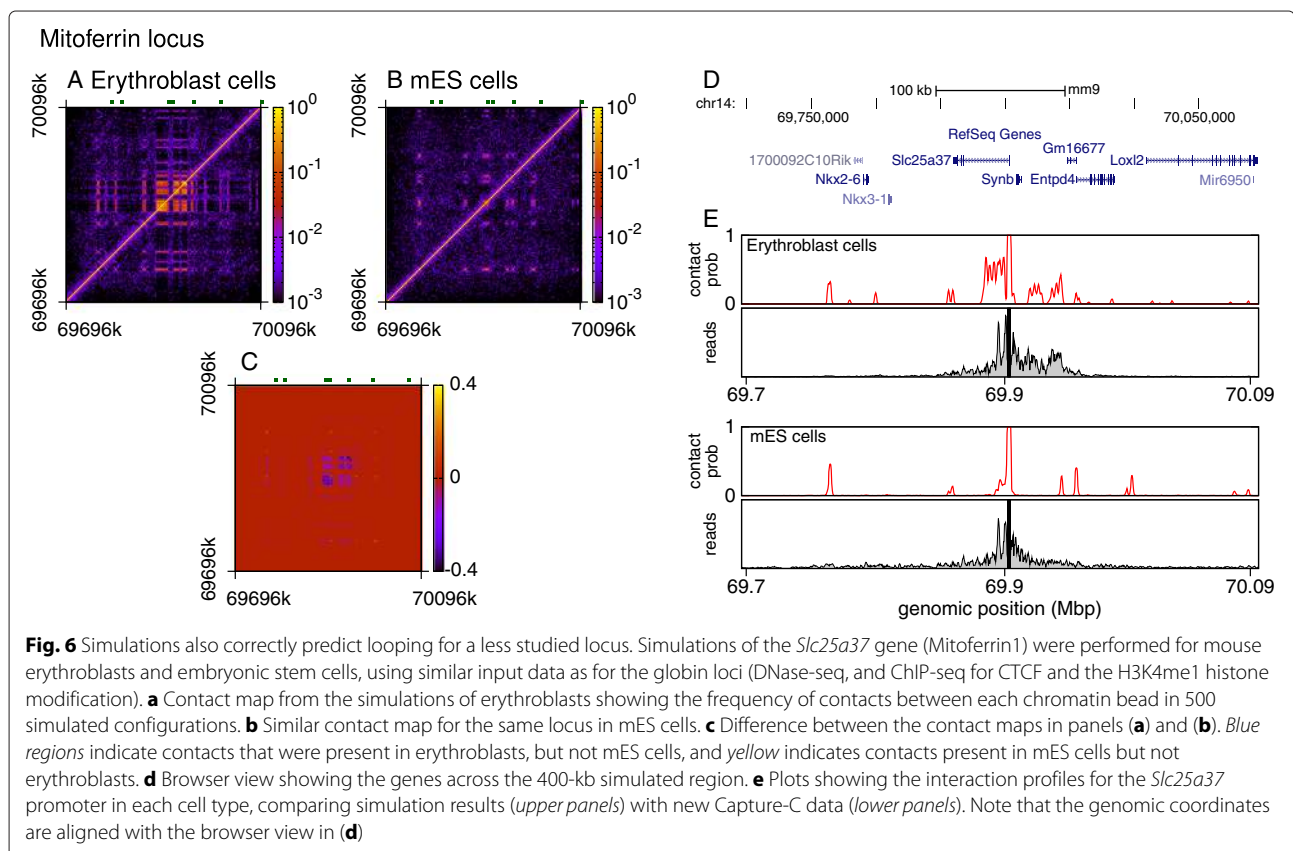 Mitoferrin locus
A Erythroblast cells
B mES cells
70096k
69696k
69696k
70096k
10^0
10^-1
10^-2
10^-3
70096k
69696k
69696k
70096k
10^0
10^-1
10^-2
10^-3
C
70096k
69696k
69696k
70096k
0.4
0
-0.4
D
100 kb
mm9
chr14:
69,750,000
70,050,000
RefSeq Genes
Gm16677
1700092C10Rik
Slc25a37
Loxl2
Nkx2-6
Synb
Entpd4
Mir6950
Nkx3-1
E
Erythroblast cells
contact prob
1
0
reads
69.7
69.9
70.09
mES cells
contact prob
1
0
reads
69.7
69.9
70.09
genomic position (Mbp)
Fig. 6 Simulations also correctly predict looping for a less studied locus. Simulations of the Slc25a37 gene (Mitoferrin1) were performed for mouse
erythroblasts and embryonic stem cells, using similar input data as for the globin loci (DNase-seq, and ChIP-seq for CTCF and the H3K4me1 histone
modification). a Contact map from the simulations of erythroblasts showing the frequency of contacts between each chromatin bead in 500
simulated configurations. b Similar contact map for the same locus in mES cells. c Difference between the contact maps in panels (a) and (b). Blue
regions indicate contacts that were present in erythroblasts, but not mES cells, and yellow indicates contacts present in mES cells but not
erythroblasts. d Browser view showing the genes across the 400-kb simulated region. e Plots showing the interaction profiles for the Slc25a37
promoter in each cell type, comparing simulation results (upper panels) with new Capture-C data (lower panels). Note that the genomic coordinates
are aligned with the browser view in (d)